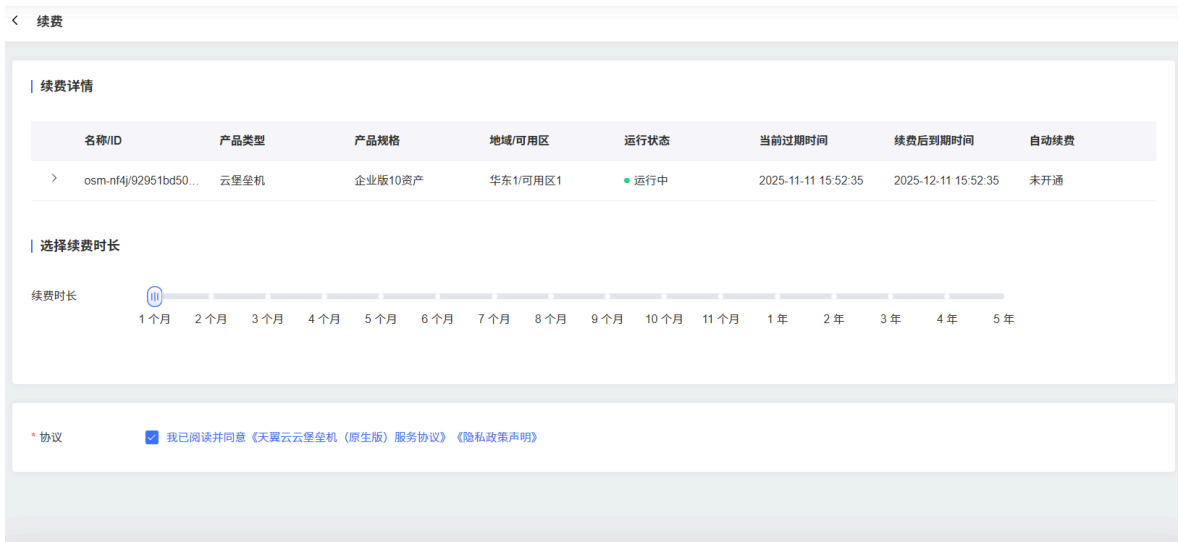 续费
续费详情
名称/ID 产品类型 产品规格 地域/可用区 运行状态 当前过期时间 续费后到期时间 自动续费
osm-nf4j/92951bd50... 云堡垒机 企业版10资产 华东1/可用区1 运行中 2025-11-11 15:52:35 2025-12-11 15:52:35 未开通
选择续费时长
续费时长
1 个月 2 个月 3 个月 4 个月 5 个月 6 个月 7 个月 8 个月 9 个月 10 个月 11 个月 1 年 2 年 3 年 4 年 5 年
* 协议 我已阅读并同意《天翼云云堡垒机（原生版）服务协议》《隐私政策声明》